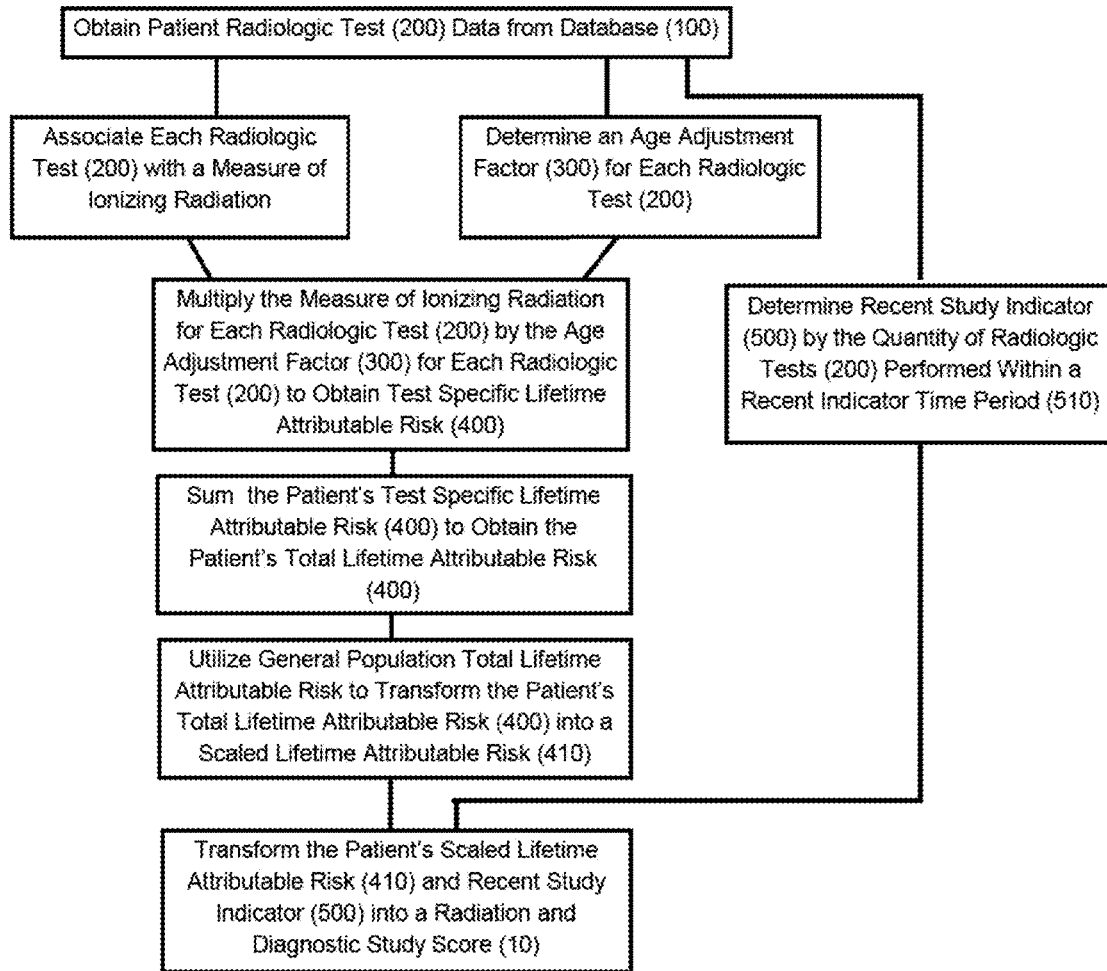 Obtain Patient Radiologic Test (200) Data from Database (100)
Associate Each Radiologic
Test (200) with a Measure of
Ionizing Radiation
Determine an Age Adjustment
Factor (300) for Each Radiologic
Test (200)
Multiply the Measure of Ionizing Radiation
for Each Radiologic Test (200) by the Age
Adjustment Factor (300) for Each Radiologic
Test (200) to Obtain Test Specific Lifetime
Attributable Risk (400)
Determine Recent Study Indicator
(500) by the Quantity of Radiologic
Tests (200) Performed Within a
Recent Indicator Time Period (510)
Sum the Patient's Test Specific Lifetime
Attributable Risk (400) to Obtain the
Patient's Total Lifetime Attributable Risk
(400)
Utilize General Population Total Lifetime
Attributable Risk to Transform the Patient's
Total Lifetime Attributable Risk (400) into a
Scaled Lifetime Attributable Risk (410)
Transform the Patient's Scaled Lifetime
Attributable Risk (410) and Recent Study
Indicator (500) into a Radiation and
Diagnostic Study Score (10)